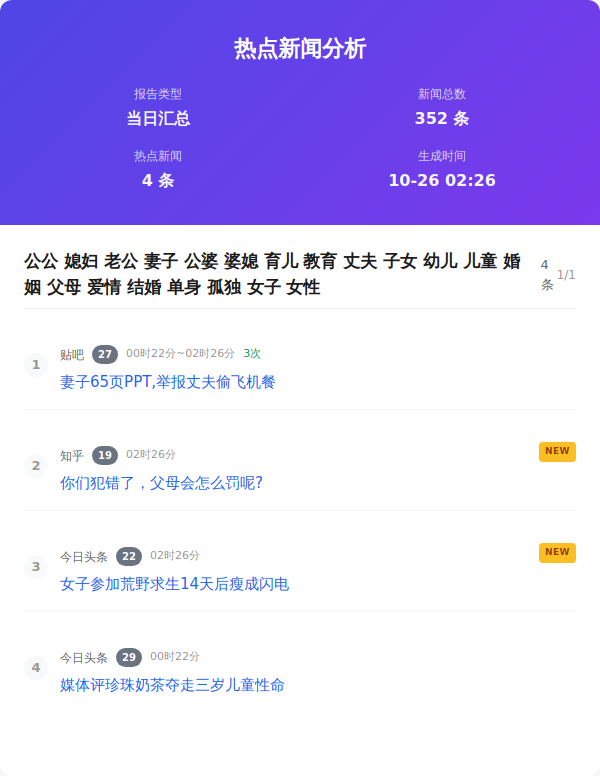 热点新闻分析
报告类型
新闻总数
当日汇总
352 条
热点新闻
生成时间
4 条
10-26 02:26
公公 媳妇 老公 妻子 公婆 婆媳 育儿 教育 丈夫 子女 幼儿 儿童 婚
姻 父母 爱情 结婚 单身 孤独 女子 女性
4
条
1/1
1
贴吧 27 00时22分~02时26分 3次
妻子65页PPT,举报丈夫偷飞机餐
2
知乎 19 02时26分
NEW
你们犯错了，父母会怎么罚呢?
3
今日头条 22 02时26分
NEW
女子参加荒野求生14天后瘦成闪电
4
今日头条 29 00时22分
媒体评珍珠奶茶夺走三岁儿童性命